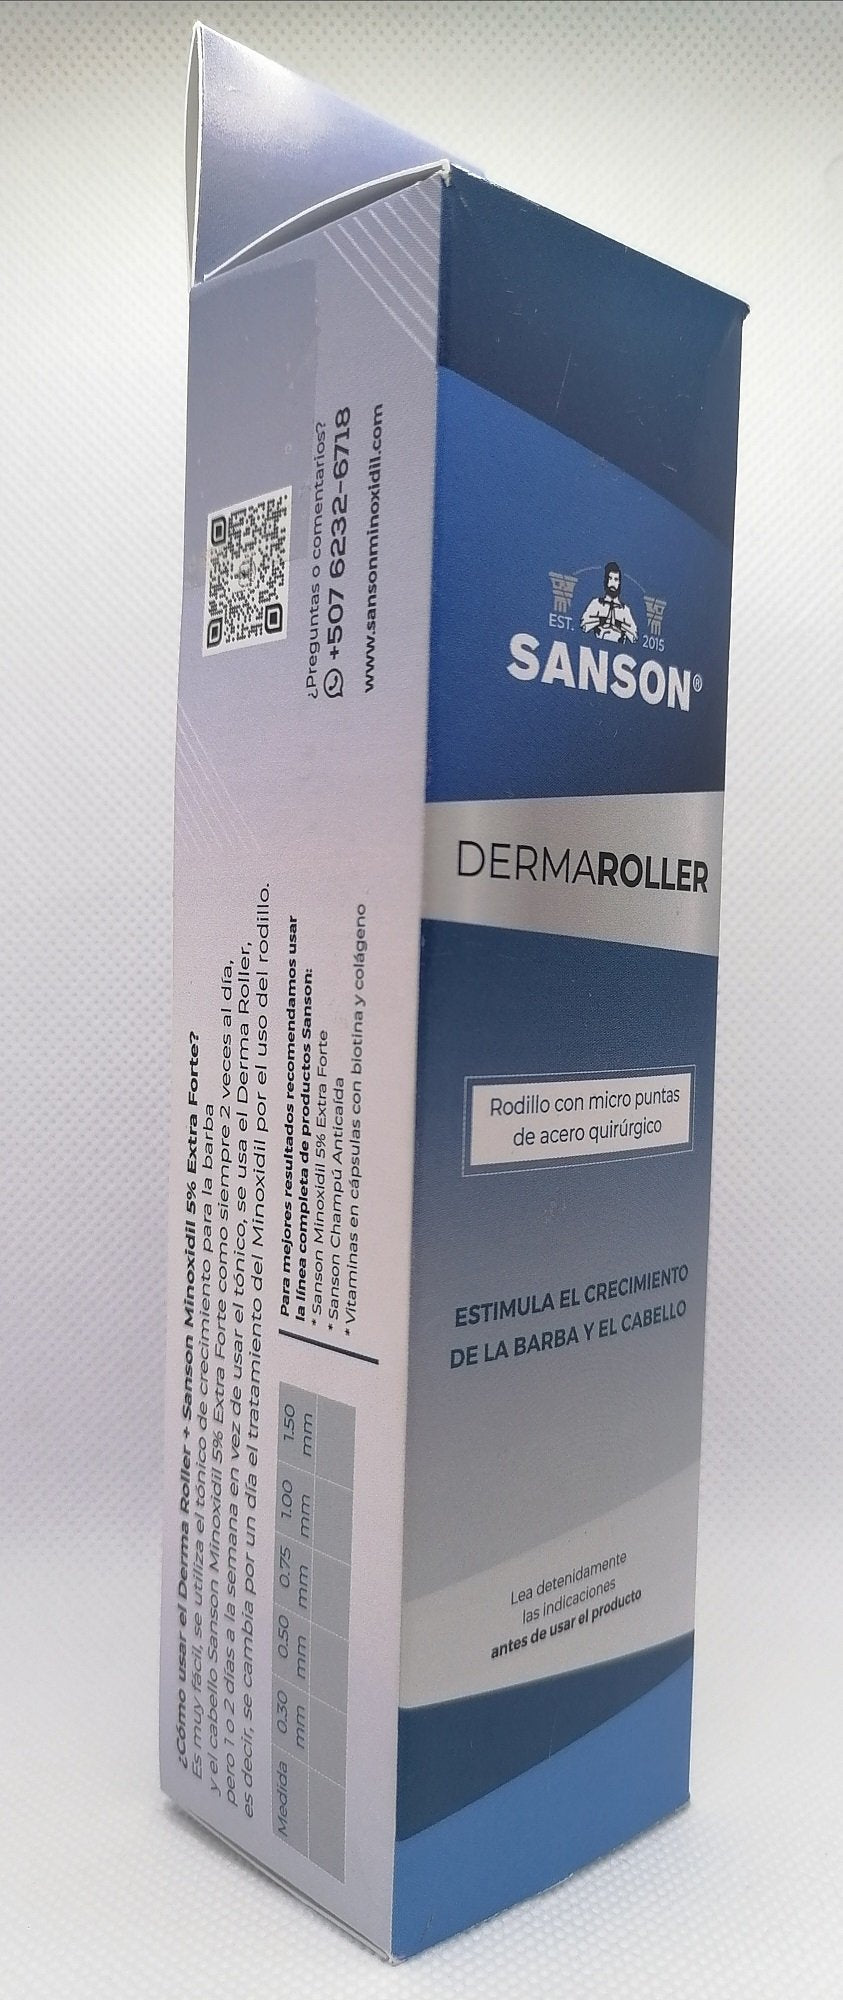 EST. 2015
SANSON®
DERMAROLLER
Rodillo con micro puntas
de acero quirúrgico
ESTIMULA EL CRECIMIENTO
DE LA BARBA Y EL CABELLO
Lea detenidamente
las indicaciones
antes de usar el producto
¿Cómo usar el Derma Roller + Sanson Minoxidil 5% Extra Forte?
Es muy fácil, se utiliza el tónico de crecimiento para la barba
y el cabello Sanson Minoxidil 5% Extra Forte como siempre 2 veces al día,
pero 1 o 2 días a la semana en vez de usar el tónico, se usa el Derma Roller,
es decir, se cambia por un día el tratamiento del Minoxidil por el uso del rodillo.
Medida 0.30 mm 0.50 mm 0.75 mm 1.00 mm 1.50 mm
Para mejores resultados recomendamos usar
la línea completa de productos Sanson:
* Sanson Minoxidil 5% Extra Forte
* Sanson Champú Anticaída
* Vitaminas en cápsulas con biotina y colágeno
¿Preguntas o comentarios?
+507 6232-6718
www.sansonminoxidil.com